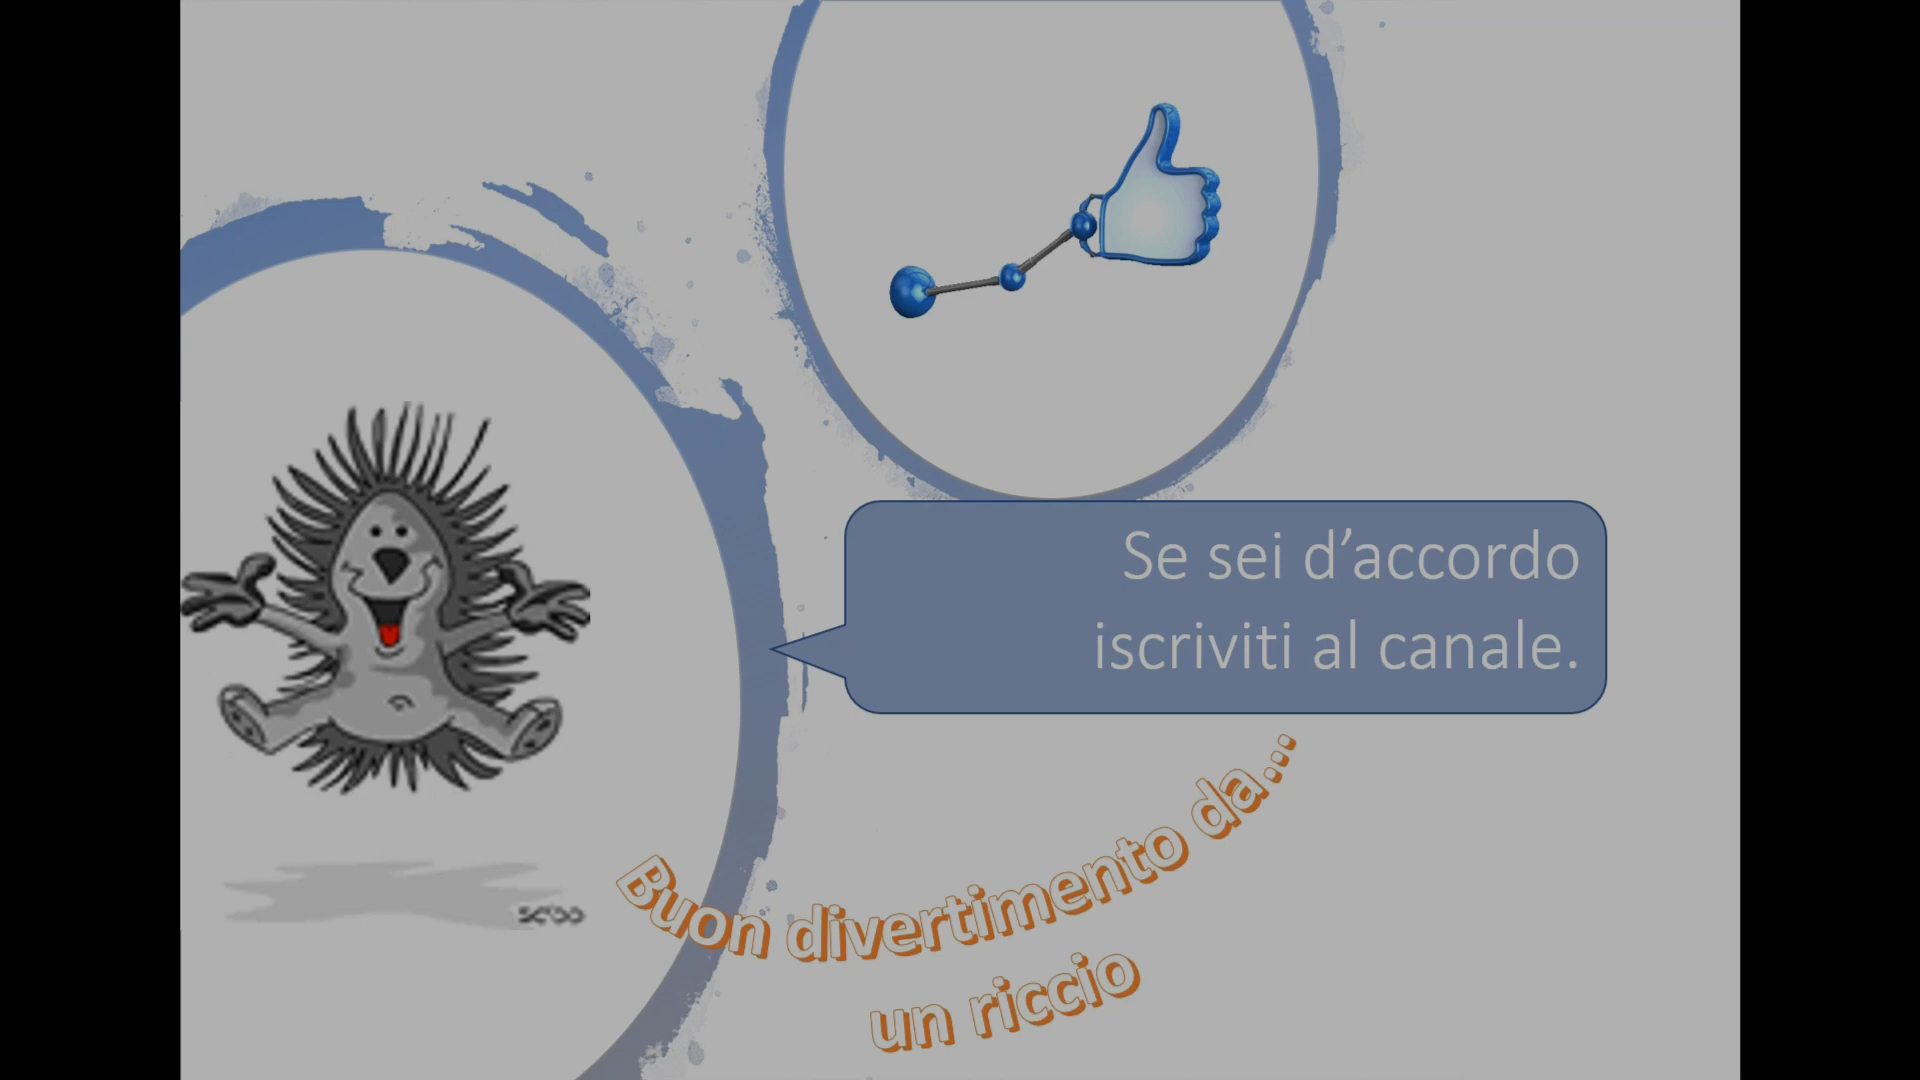 Se sei d’accordo
iscriviti al canale.
Buon divertimento da...
un riccio